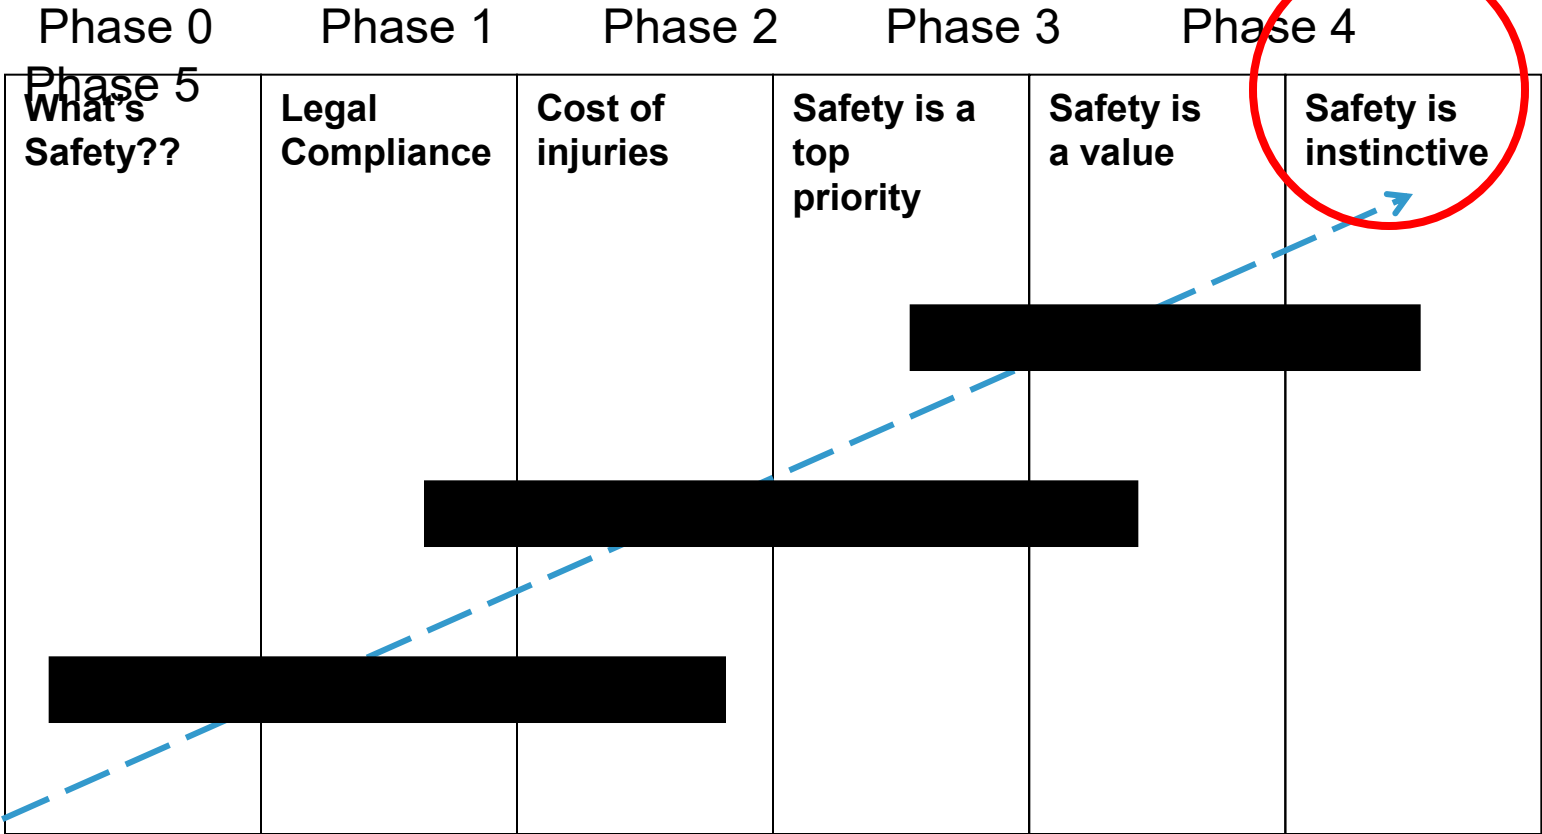 Phase 0 Phase 1 Phase 2 Phase 3 Phase 4
Phase 5
What's
Safety??
Legal
Compliance
Cost of
injuries
Safety is a
top
priority
Safety is
a value
Safety is
instinctive